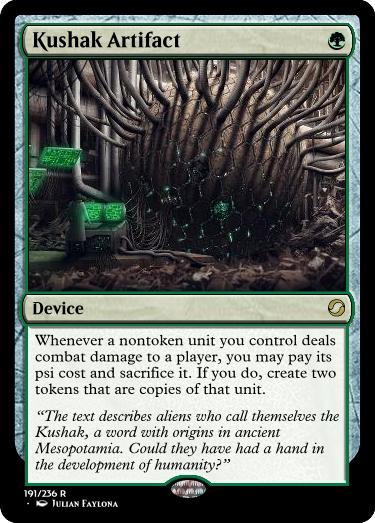 Kushak Artifact
Device
Whenever a nontoken unit you control deals
combat damage to a player, you may pay its
psi cost and sacrifice it. If you do, create two
tokens that are copies of that unit.
“The text describes aliens who call themselves the
Kushak, a word with origins in ancient
Mesopotamia. Could they have had a hand in
the development of humanity?”
191/236 R
· Julian Faylona